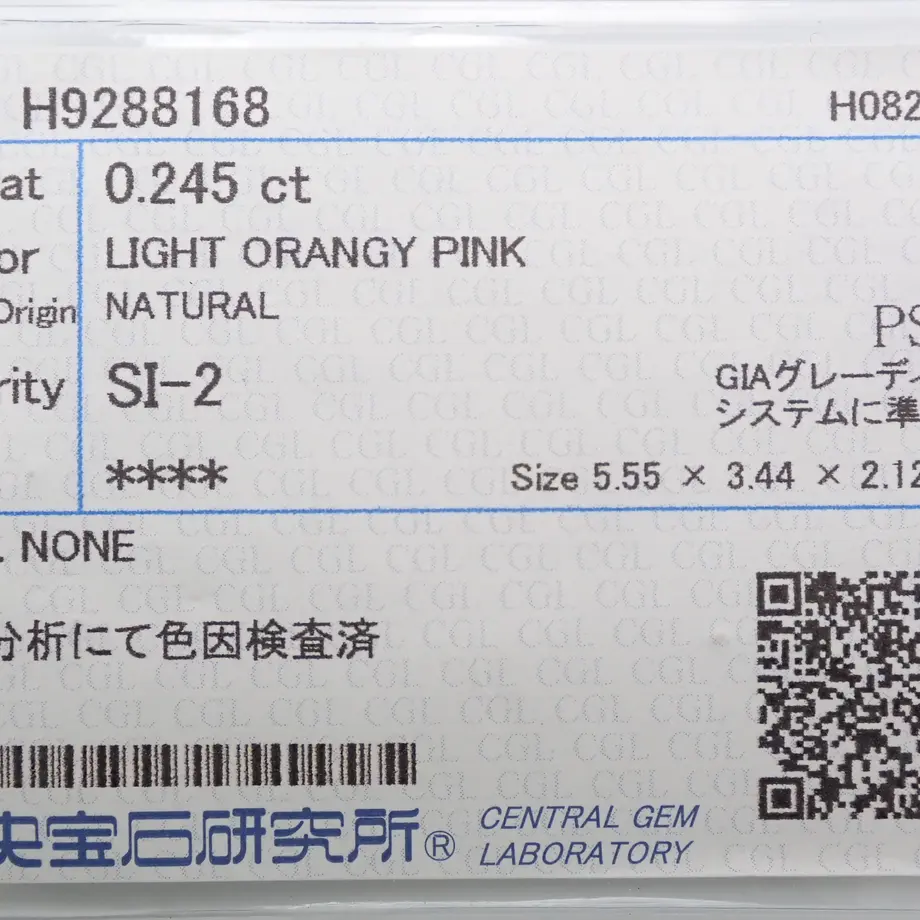 H9288168 H082
at 0.245 ct
or LIGHT ORANGY PINK
Origin NATURAL
PS
rity SI-2
GIAグレーディ
システムに準
**** Size 5.55 × 3.44 × 2.12
. NONE
分析にて色因検査済
央宝石研究所®
CENTRAL GEM
LABORATORY